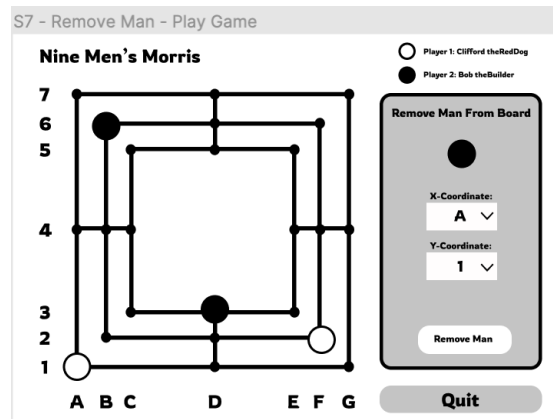 S7 - Remove Man - Play Game
Nine Men's Morris
Player 1: Clifford theRedDog
Player 2: Bob theBuilder
7
6
5
4
3
2
1
A B C D E F G
Remove Man From Board
X-Coordinate:
A
Y-Coordinate:
1
Remove Man
Quit